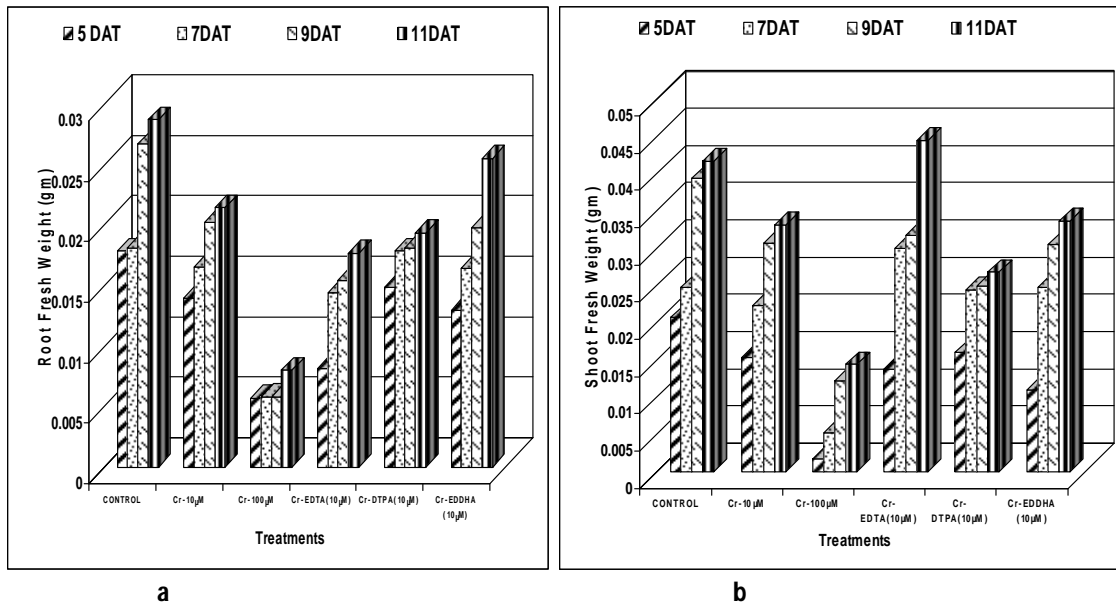 5 DAT 7DAT 9DAT 11DAT
Root Fresh Weight (gm)
0.03
0.025
0.02
0.015
0.01
0.005
0
CONTROL Cr-10µM Cr-100µM Cr-EDTA(10µM) Cr-DTPA(10µM) Cr-EDDHA
(10µM)
Treatments
a
5DAT 7DAT 9DAT 11DAT
Shoot Fresh Weight (gm)
0.05
0.045
0.04
0.035
0.03
0.025
0.02
0.015
0.01
0.005
0
CONTROL Cr-10µM Cr-100µM Cr- Cr- Cr-EDDHA
EDTA(10µM) DTPA(10µM) (10µM)
Treatments
b